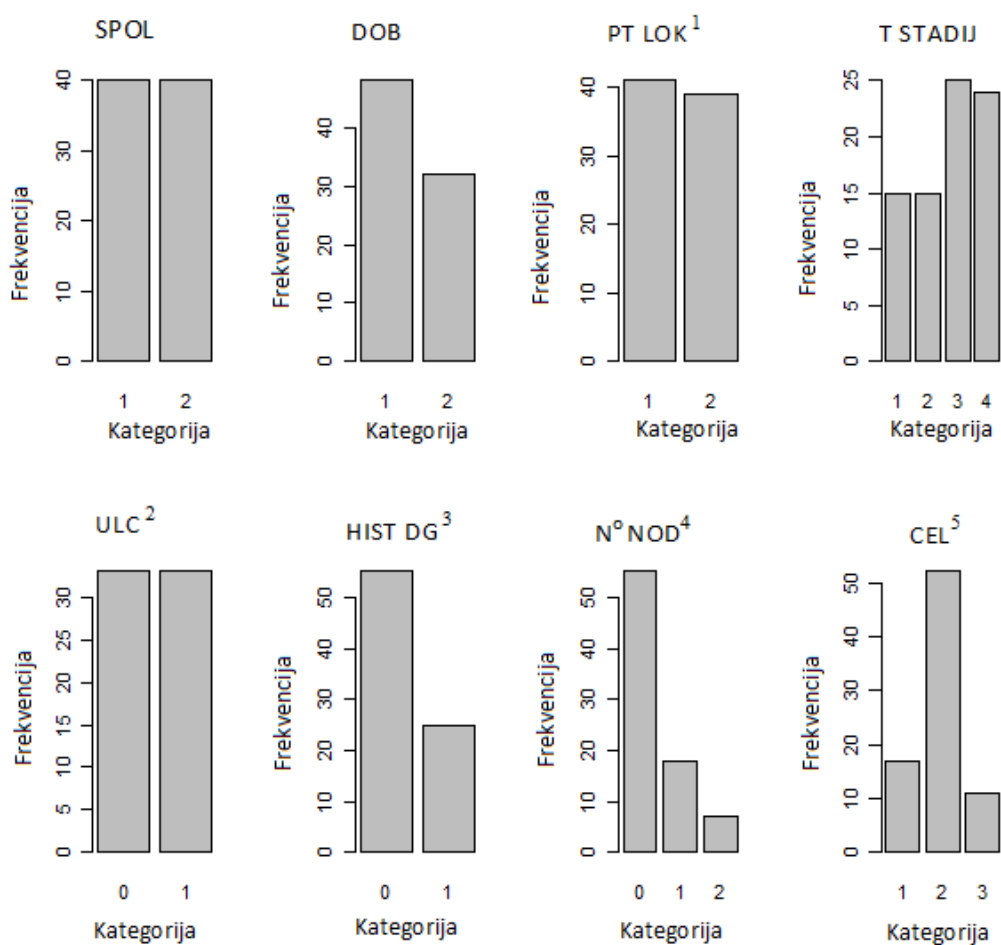 SPOL
DOB
PT LOK¹
T STADIJ
Frekvencija
0 10 20 30 40
1 2
Kategorija
Frekvencija
0 10 20 30 40
1 2
Kategorija
Frekvencija
0 10 20 30 40
1 2
Kategorija
Frekvencija
0 5 10 15 20 25
1 2 3 4
Kategorija
ULC²
HIST DG³
Nº NOD⁴
CEL⁵
Frekvencija
0 5 10 15 20 25 30
0 1
Kategorija
Frekvencija
0 10 20 30 40 50
0 1
Kategorija
Frekvencija
0 10 20 30 40 50
0 1 2
Kategorija
Frekvencija
0 10 20 30 40 50
1 2 3
Kategorija